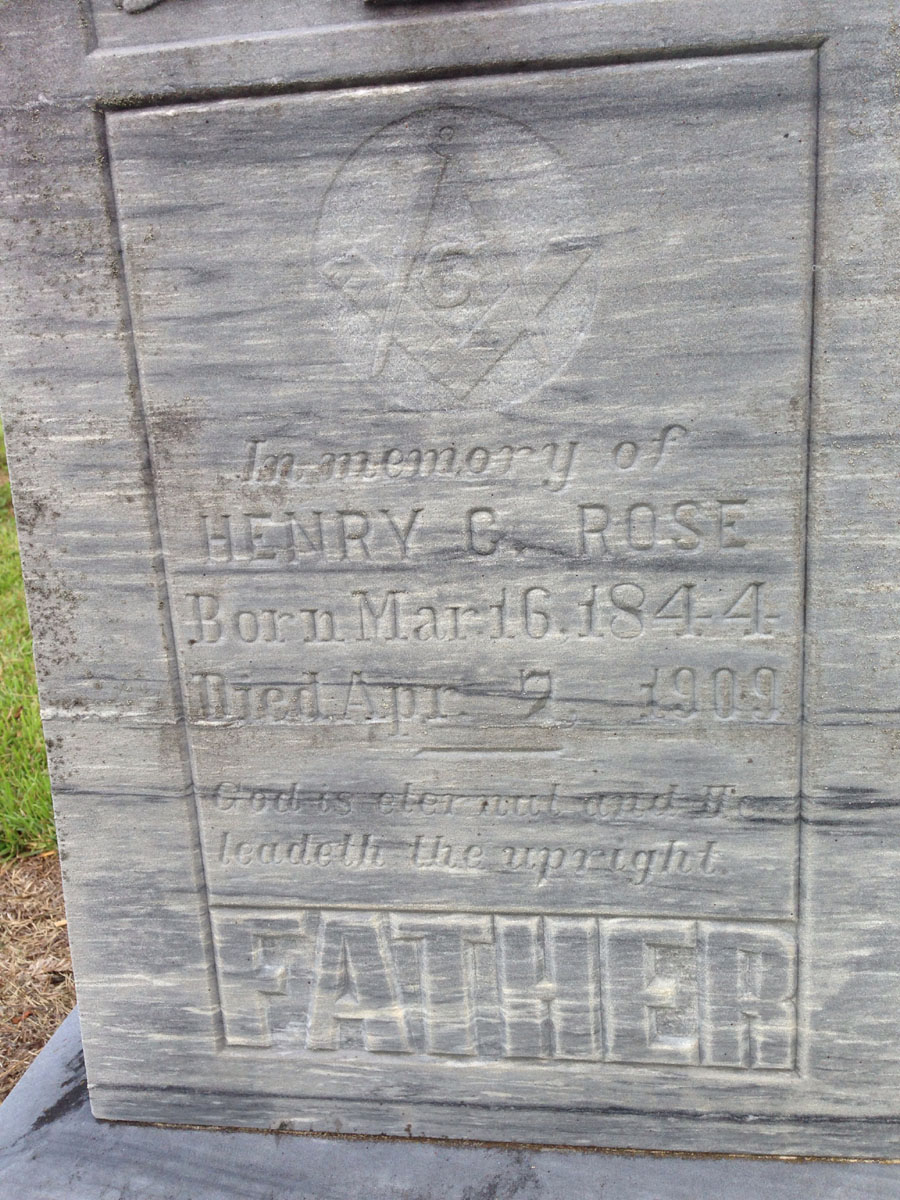 G
In memory of
HENRY C. ROSE
Born Mar 16. 1844
Died Apr. 7, 1909
God is eternal and He
leadeth the upright.
FATHER